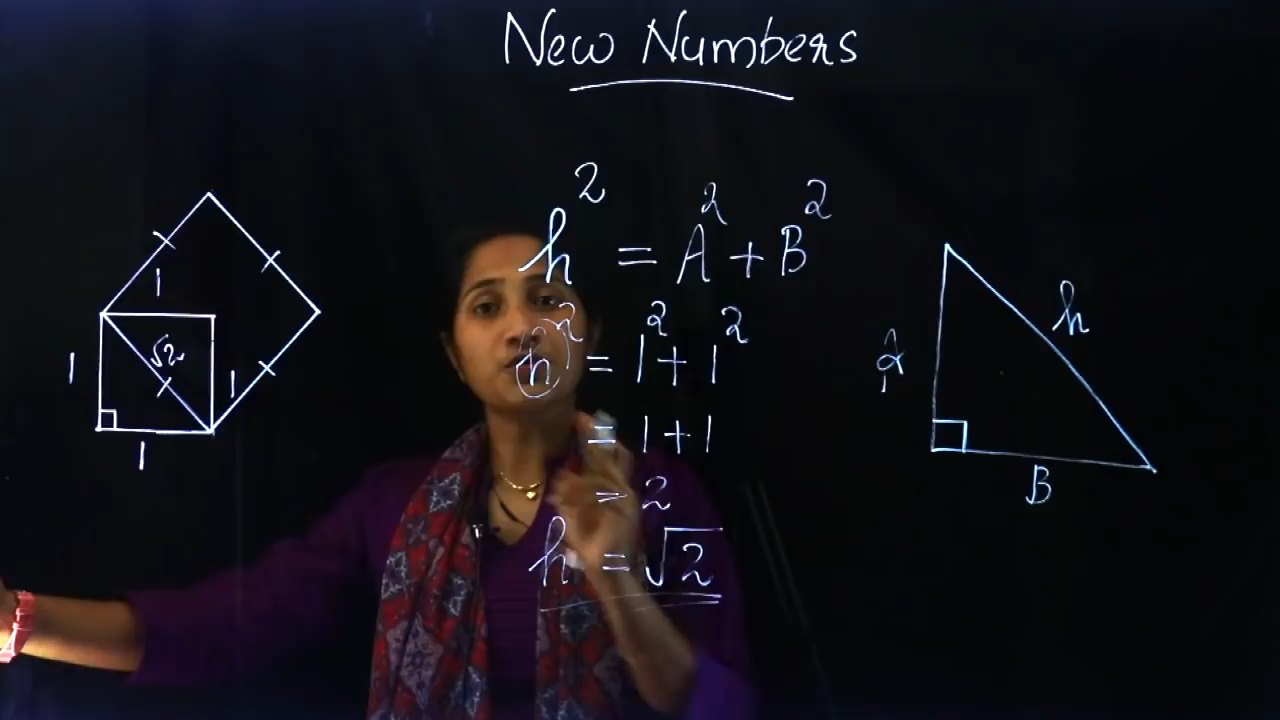 New Numbers
h² = A² + B²
h² = 1² + 1²
= 1 + 1
= 2
h = √2
1
√2
1
1
1
h
A
B